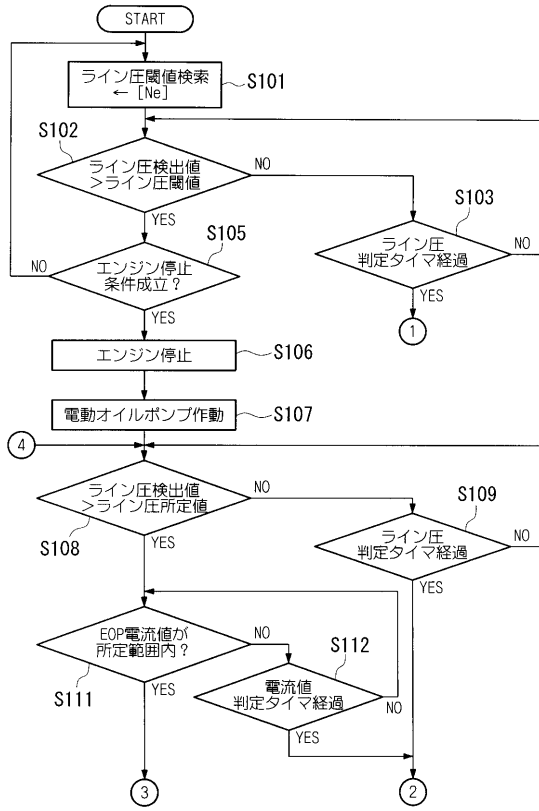 START
ライン圧閾値検索
← [Ne]
S101
S102
ライン圧検出値
>ライン圧閾値
NO
YES
S103
ライン圧
判定タイマ経過
NO
YES
1
S105
エンジン停止
条件成立?
NO
YES
エンジン停止
S106
電動オイルポンプ作動
S107
4
ライン圧検出値
>ライン圧所定値
NO
S108
YES
S109
ライン圧
判定タイマ経過
NO
YES
EOP電流値が
所定範囲内?
NO
S111
YES
S112
電流値
判定タイマ経過
NO
YES
3
2